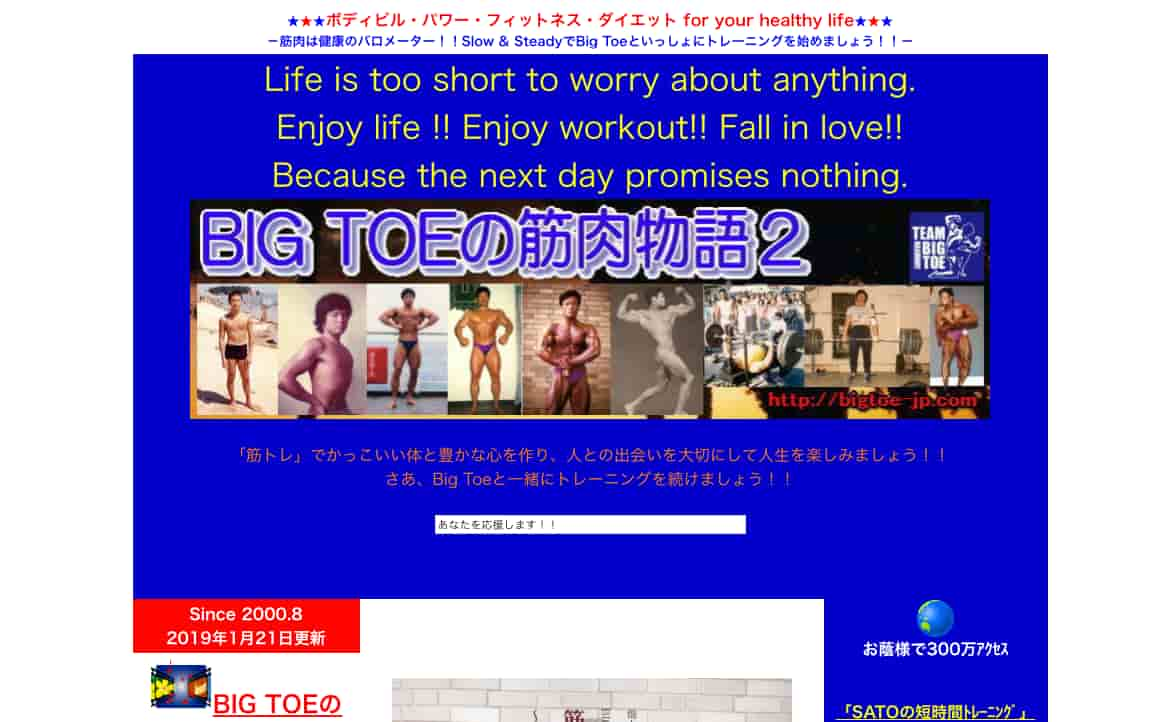 ★★★ボディビル・パワー・フィットネス・ダイエット for your healthy life★★★
－筋肉は健康のバロメーター！！Slow & SteadyでBig Toeといっしょにトレーニングを始めましょう！！－
Life is too short to worry about anything.
Enjoy life !! Enjoy workout!! Fall in love!!
Because the next day promises nothing.
BIG TOEの筋肉物語２
TEAM
BIG
TOE
http://bigtoe-jp.com
「筋トレ」でかっこいい体と豊かな心を作り、人との出会いを大切にして人生を楽しみましょう！！
さあ、Big Toeと一緒にトレーニングを続けましょう！！
あなたを応援します！！
Since 2000.8
2019年1月21日更新
お蔭様で300万ｱｸｾｽ
BIG TOEの
「SATOの短時間ﾄﾚｰﾆﾝｸﾞ」